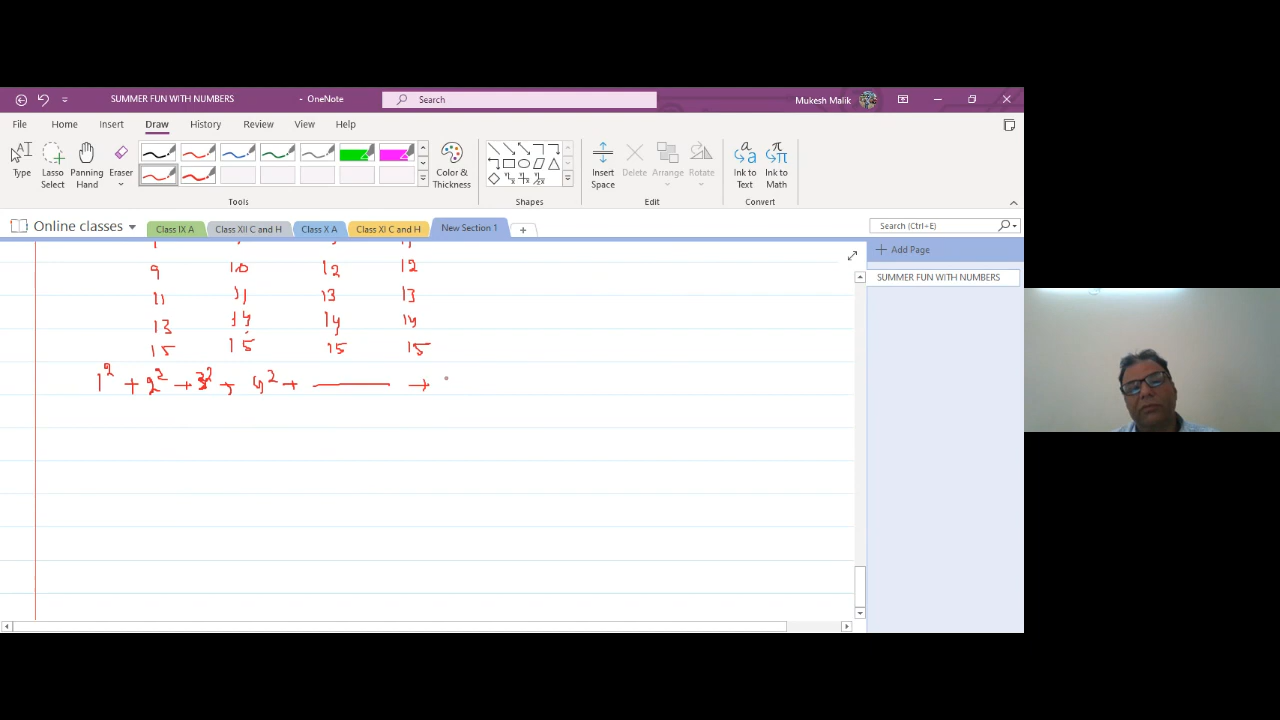 SUMMER FUN WITH NUMBERS - OneNote Search Mukesh Malik
File Home Insert Draw History Review View Help
Type Lasso Select Panning Hand Eraser Color & Thickness Insert Space Delete Arrange Rotate Ink to Text Ink to Math
Tools Shapes Edit Convert
Online classes Class IX A Class XII C and H Class X A Class XI C and H New Section 1 Search (Ctrl+E)
Add Page
SUMMER FUN WITH NUMBERS
9 10 12 12
11 11 13 13
13 14 14 14
15 15 15 15
1² + 2² + 3² + 4² + —— →